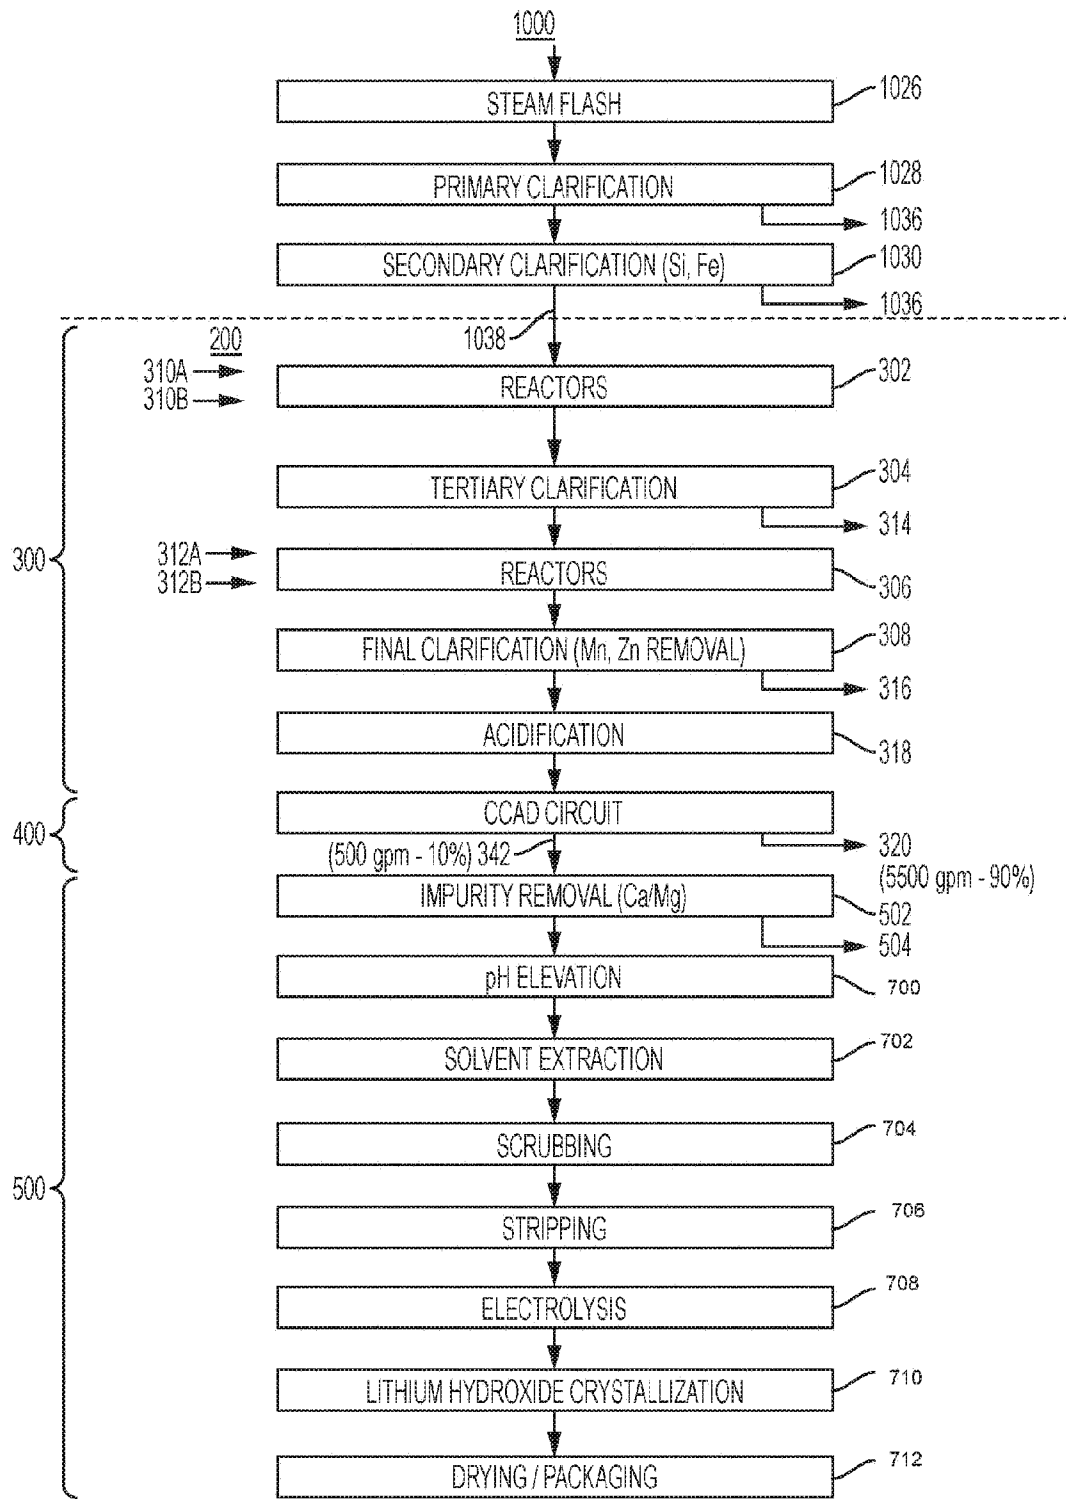 1000
STEAM FLASH 1026
PRIMARY CLARIFICATION 1028
1036
SECONDARY CLARIFICATION (Si, Fe) 1030
1036
200 1038
310A
REACTORS 302
310B
TERTIARY CLARIFICATION 304
314
300
312A
REACTORS 306
312B
FINAL CLARIFICATION (Mn, Zn REMOVAL) 308
316
ACIDIFICATION 318
400
CCAD CIRCUIT
(500 gpm - 10%) 342 320
(5500 gpm - 90%)
IMPURITY REMOVAL (Ca/Mg) 502
504
pH ELEVATION 700
SOLVENT EXTRACTION 702
SCRUBBING 704
500
STRIPPING 706
ELECTROLYSIS 708
LITHIUM HYDROXIDE CRYSTALLIZATION 710
DRYING / PACKAGING 712